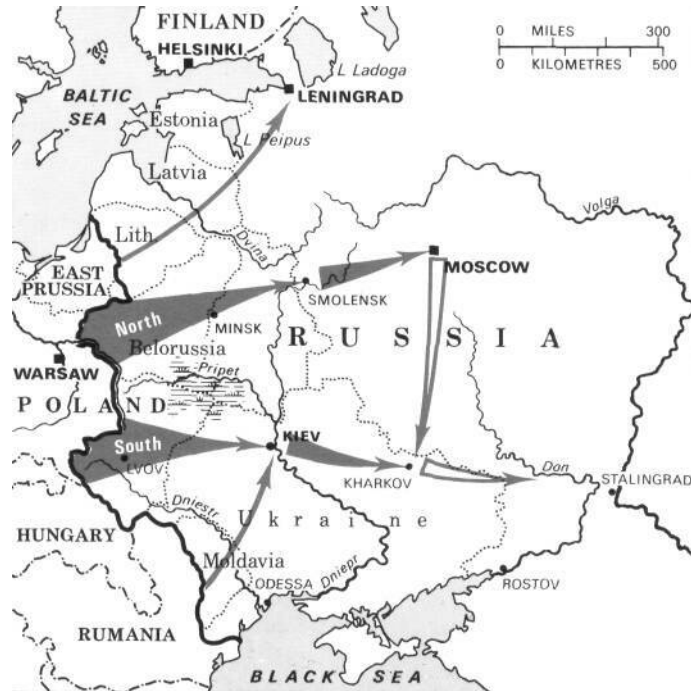 FINLAND
HELSINKI
0 MILES 300
0 KILOMETRES 500
L Ladoga
LENINGRAD
BALTIC
SEA
Estonia
L Peipus
Latvia
Volga
Lith
Dvina
MOSCOW
EAST
PRUSSIA
SMOLENSK
North
MINSK
RUSSIA
Belorussia
WARSAW
Pripet
POLAND
South
KIEV
LVOV
KHARKOV
Don
STALINGRAD
Dniestr
Ukraine
HUNGARY
Moldavia
ODESSA
Dniepr
ROSTOV
RUMANIA
BLACK SEA